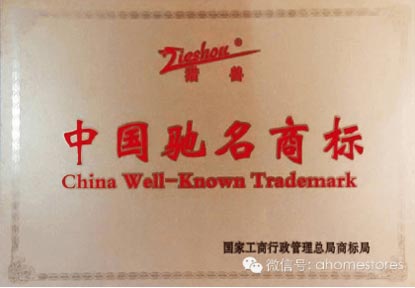 Zieshou®
中国驰名商标
China Well-Known Trademark
国家工商行政管理总局商标局
微信号: ahomestores